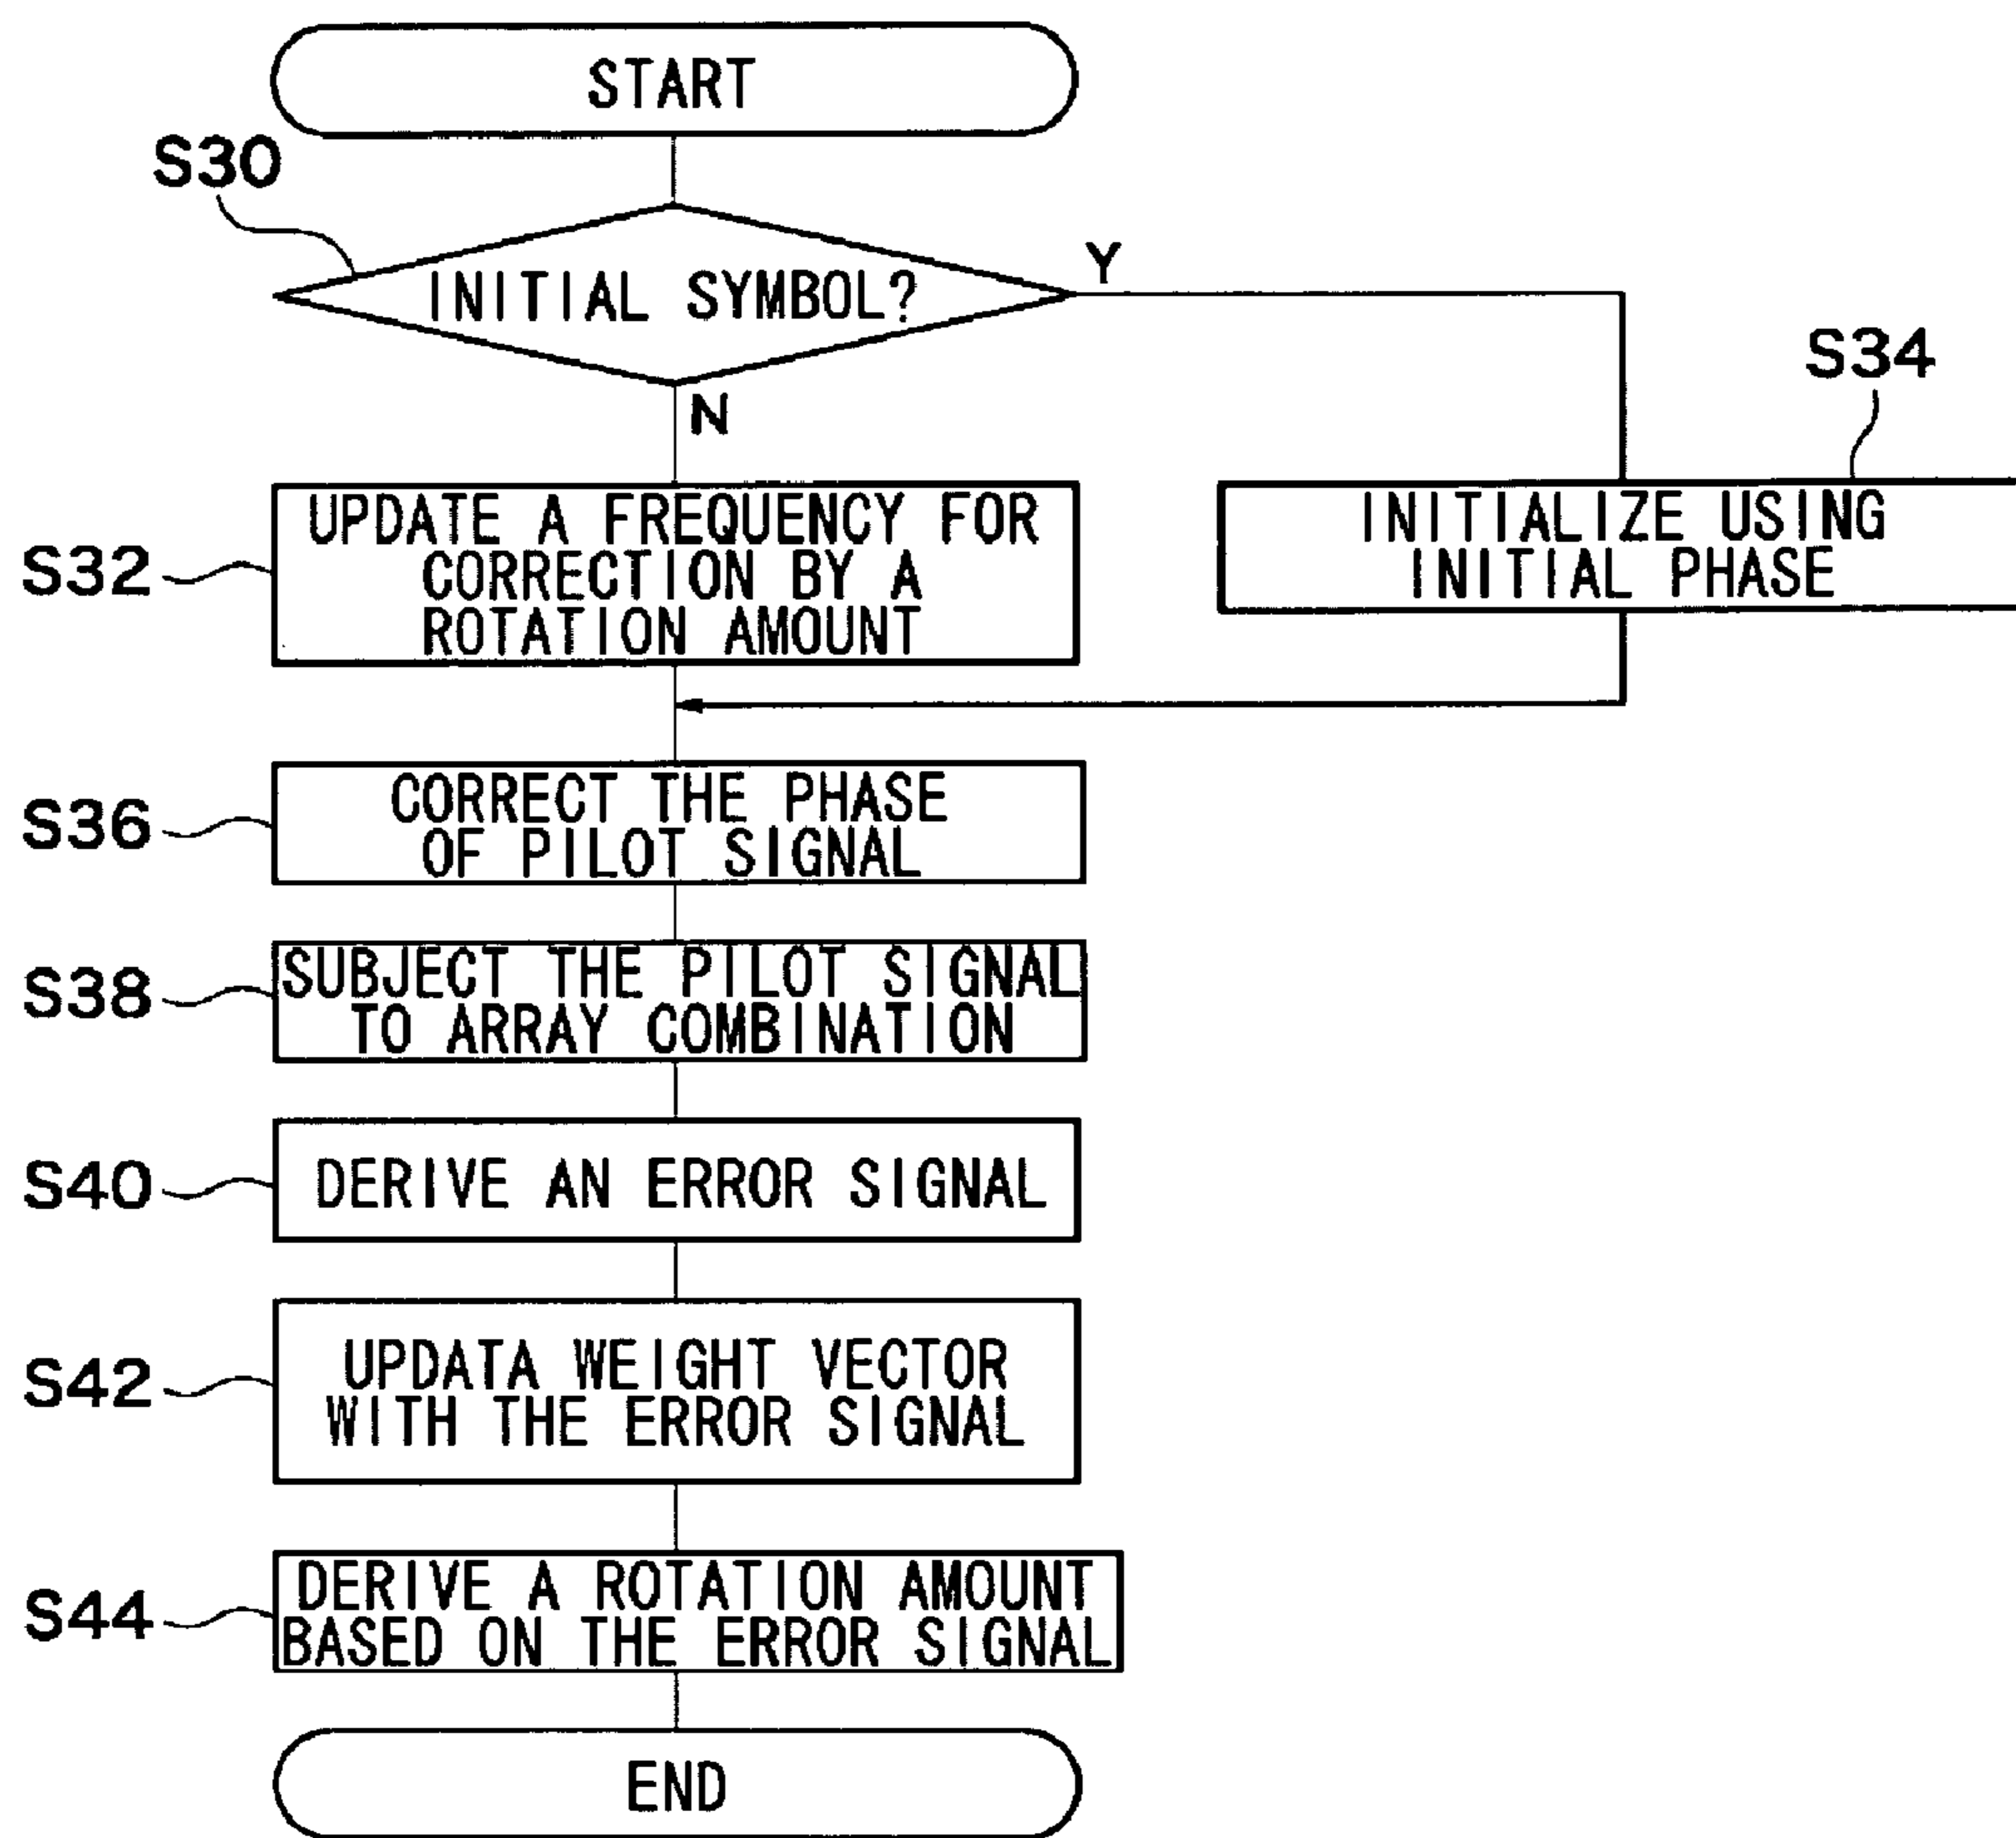 START
S30
INITIAL SYMBOL?
Y
N
S34
INITIALIZE USING
INITIAL PHASE
S32
UPDATE A FREQUENCY FOR
CORRECTION BY A
ROTATION AMOUNT
S36
CORRECT THE PHASE
OF PILOT SIGNAL
S38
SUBJECT THE PILOT SIGNAL
TO ARRAY COMBINATION
S40
DERIVE AN ERROR SIGNAL
S42
UPDATA WEIGHT VECTOR
WITH THE ERROR SIGNAL
S44
DERIVE A ROTATION AMOUNT
BASED ON THE ERROR SIGNAL
END